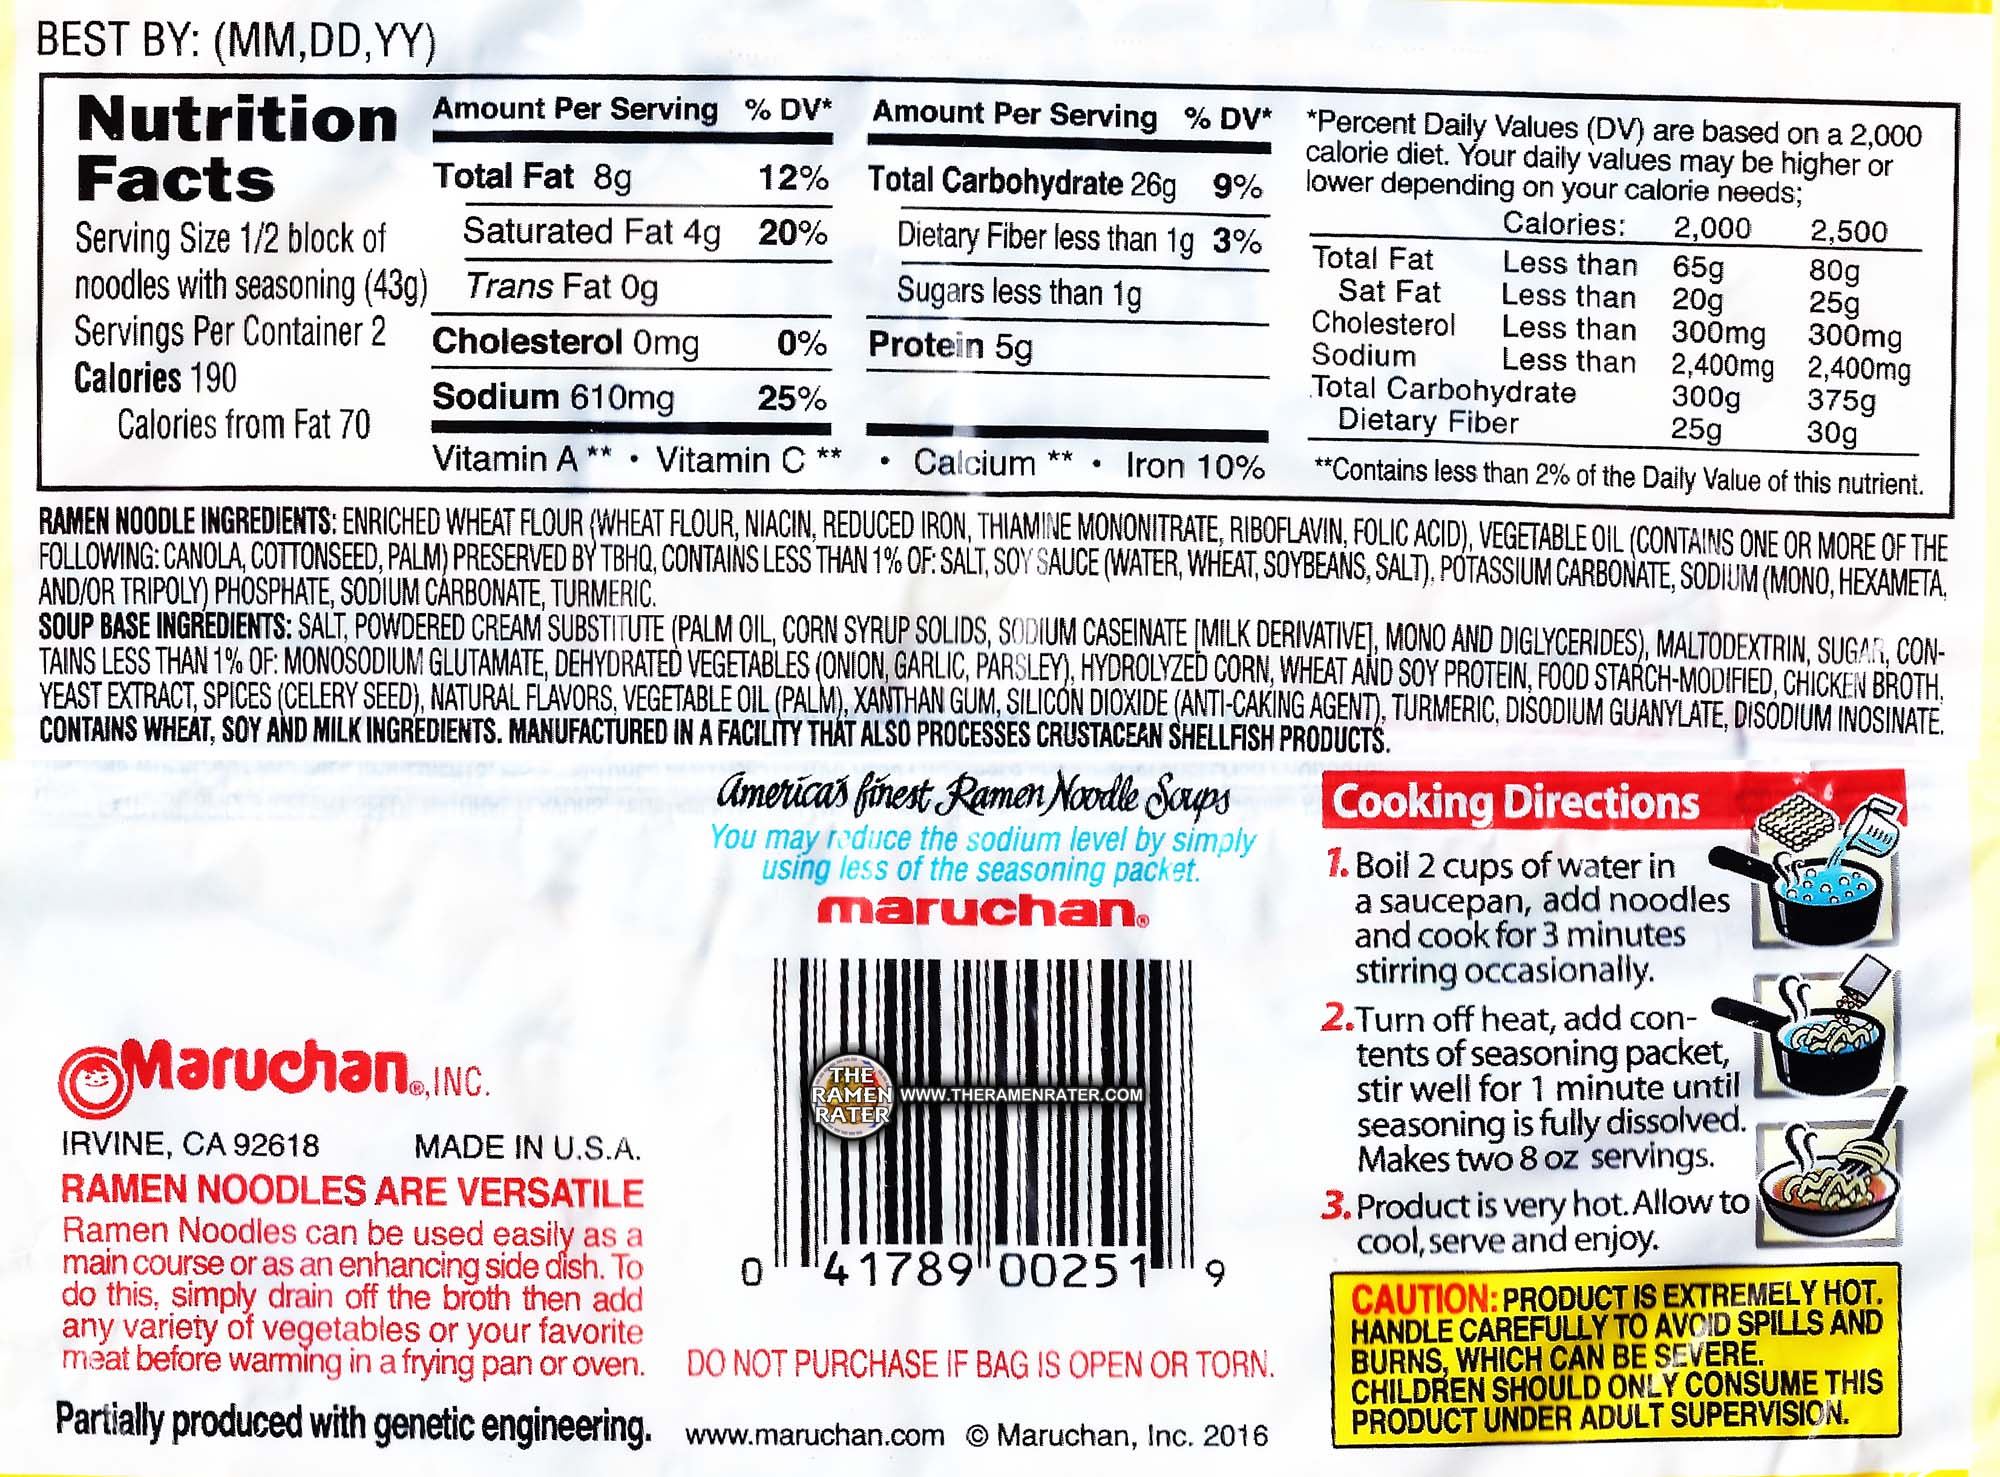 BEST BY: (MM,DD,YY)
Nutrition
Facts
Serving Size 1/2 block of
noodles with seasoning (43g)
Servings Per Container 2
Calories 190
Calories from Fat 70
Amount Per Serving % DV*
Total Fat 8g 12%
Saturated Fat 4g 20%
Trans Fat 0g
Cholesterol 0mg 0%
Sodium 610mg 25%
Amount Per Serving % DV*
Total Carbohydrate 26g 9%
Dietary Fiber less than 1g 3%
Sugars less than 1g
Protein 5g
Vitamin A ** • Vitamin C ** • Calcium ** • Iron 10%
*Percent Daily Values (DV) are based on a 2,000
calorie diet. Your daily values may be higher or
lower depending on your calorie needs;
Calories: 2,000 2,500
Total Fat Less than 65g 80g
Sat Fat Less than 20g 25g
Cholesterol Less than 300mg 300mg
Sodium Less than 2,400mg 2,400mg
Total Carbohydrate 300g 375g
Dietary Fiber 25g 30g
**Contains less than 2% of the Daily Value of this nutrient.
RAMEN NOODLE INGREDIENTS: ENRICHED WHEAT FLOUR (WHEAT FLOUR, NIACIN, REDUCED IRON, THIAMINE MONONITRATE, RIBOFLAVIN, FOLIC ACID), VEGETABLE OIL (CONTAINS ONE OR MORE OF THE
FOLLOWING: CANOLA, COTTONSEED, PALM) PRESERVED BY TBHQ, CONTAINS LESS THAN 1% OF: SALT, SOY SAUCE (WATER, WHEAT, SOYBEANS, SALT), POTASSIUM CARBONATE, SODIUM (MONO, HEXAMETA,
AND/OR TRIPOLY) PHOSPHATE, SODIUM CARBONATE, TURMERIC.
SOUP BASE INGREDIENTS: SALT, POWDERED CREAM SUBSTITUTE (PALM OIL, CORN SYRUP SOLIDS, SODIUM CASEINATE [MILK DERIVATIVE], MONO AND DIGLYCERIDES), MALTODEXTRIN, SUGAR, CON-
TAINS LESS THAN 1% OF: MONOSODIUM GLUTAMATE, DEHYDRATED VEGETABLES (ONION, GARLIC, PARSLEY), HYDROLYZED CORN, WHEAT AND SOY PROTEIN, FOOD STARCH-MODIFIED, CHICKEN BROTH,
YEAST EXTRACT, SPICES (CELERY SEED), NATURAL FLAVORS, VEGETABLE OIL (PALM), XANTHAN GUM, SILICON DIOXIDE (ANTI-CAKING AGENT), TURMERIC, DISODIUM GUANYLATE, DISODIUM INOSINATE.
CONTAINS WHEAT, SOY AND MILK INGREDIENTS. MANUFACTURED IN A FACILITY THAT ALSO PROCESSES CRUSTACEAN SHELLFISH PRODUCTS.
America's finest Ramen Noodle Soups
You may reduce the sodium level by simply
using less of the seasoning packet.
maruchan®
THE
RAMEN
RATER
WWW.THERAMENRATER.COM
0 41789 00251 9
DO NOT PURCHASE IF BAG IS OPEN OR TORN.
www.maruchan.com © Maruchan, Inc. 2016
Maruchan®, INC.
IRVINE, CA 92618 MADE IN U.S.A.
RAMEN NOODLES ARE VERSATILE
Ramen Noodles can be used easily as a
main course or as an enhancing side dish. To
do this, simply drain off the broth then add
any variety of vegetables or your favorite
meat before warming in a frying pan or oven.
Partially produced with genetic engineering.
Cooking Directions
1. Boil 2 cups of water in
a saucepan, add noodles
and cook for 3 minutes
stirring occasionally.
2. Turn off heat, add con-
tents of seasoning packet,
stir well for 1 minute until
seasoning is fully dissolved.
Makes two 8 oz servings.
3. Product is very hot. Allow to
cool, serve and enjoy.
CAUTION: PRODUCT IS EXTREMELY HOT.
HANDLE CAREFULLY TO AVOID SPILLS AND
BURNS, WHICH CAN BE SEVERE.
CHILDREN SHOULD ONLY CONSUME THIS
PRODUCT UNDER ADULT SUPERVISION.